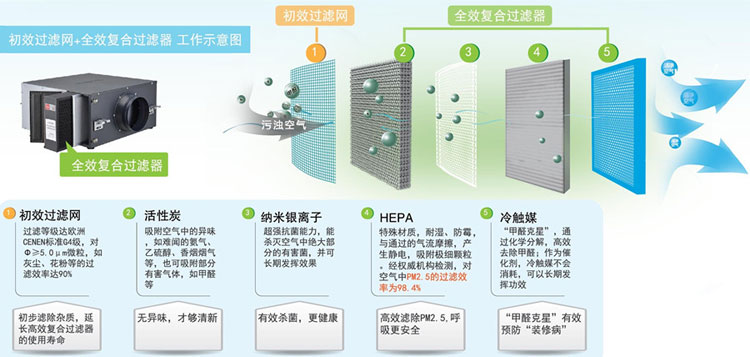 初效过滤网+全效复合过滤器 工作示意图
初效过滤网
全效复合过滤器
1
2
3
4
5
污浊空气
全效复合过滤器
1 初效过滤网
过滤等级达欧洲
CENEN标准G4级，对
Φ≥5.0μm微粒，如
灰尘、花粉等的过
滤效率达90%
初步滤除杂质，延
长高效复合过滤器
的使用寿命
2 活性炭
吸附空气中的异味，
如难闻的氨气、
乙硫醇、香烟烟气
等，也可吸附部分
有害气体，如甲醛
等
无异味，才够清新
3 纳米银离子
超强抗菌能力，能
杀灭空气中绝大部
分的有害菌，并可
长期发挥效果
有效杀菌，更健康
4 HEPA
特殊材质，耐湿、防霉，
与通过的气流摩擦，产
生静电，吸附极细颗粒
。经权威机构检测，对
空气中PM2.5的过滤效
率为98.4%
高效滤除PM2.5，呼
吸更安全
5 冷触媒
“甲醛克星”，通
过化学分解，高效
去除甲醛；作为催
化剂，冷触媒不会
消耗，可以长期发
挥功效
“甲醛克星”有效
预防“装修病”